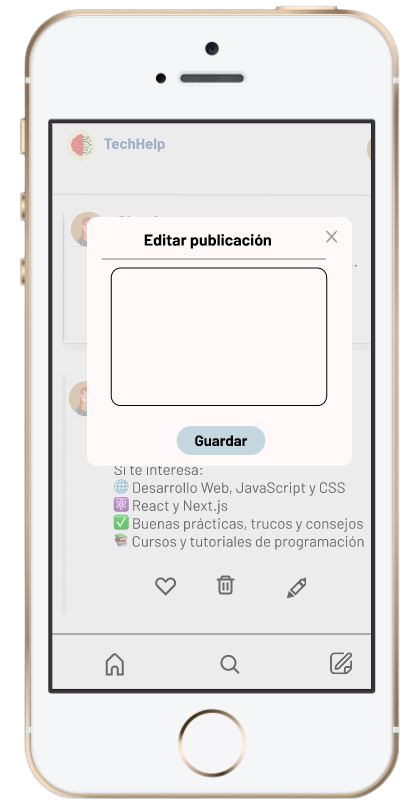 TechHelp
Editar publicación
Guardar
Si te interesa:
Desarrollo Web, JavaScript y CSS
React y Next.js
Buenas prácticas, trucos y consejos
Cursos y tutoriales de programación